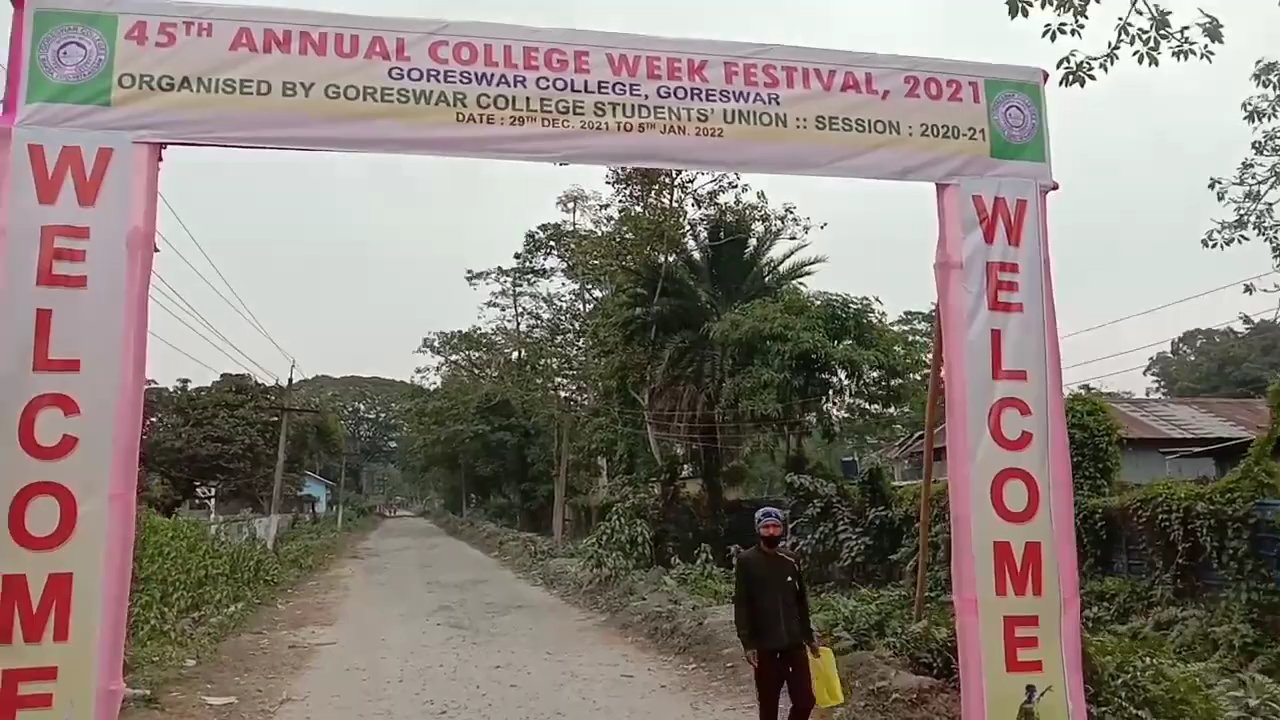 45TH ANNUAL COLLEGE WEEK FESTIVAL, 2021
GORESWAR COLLEGE, GORESWAR
ORGANISED BY GORESWAR COLLEGE STUDENTS' UNION :: SESSION : 2020-21
DATE : 29TH DEC. 2021 TO 5TH JAN. 2022
WELCOME
WELCOME